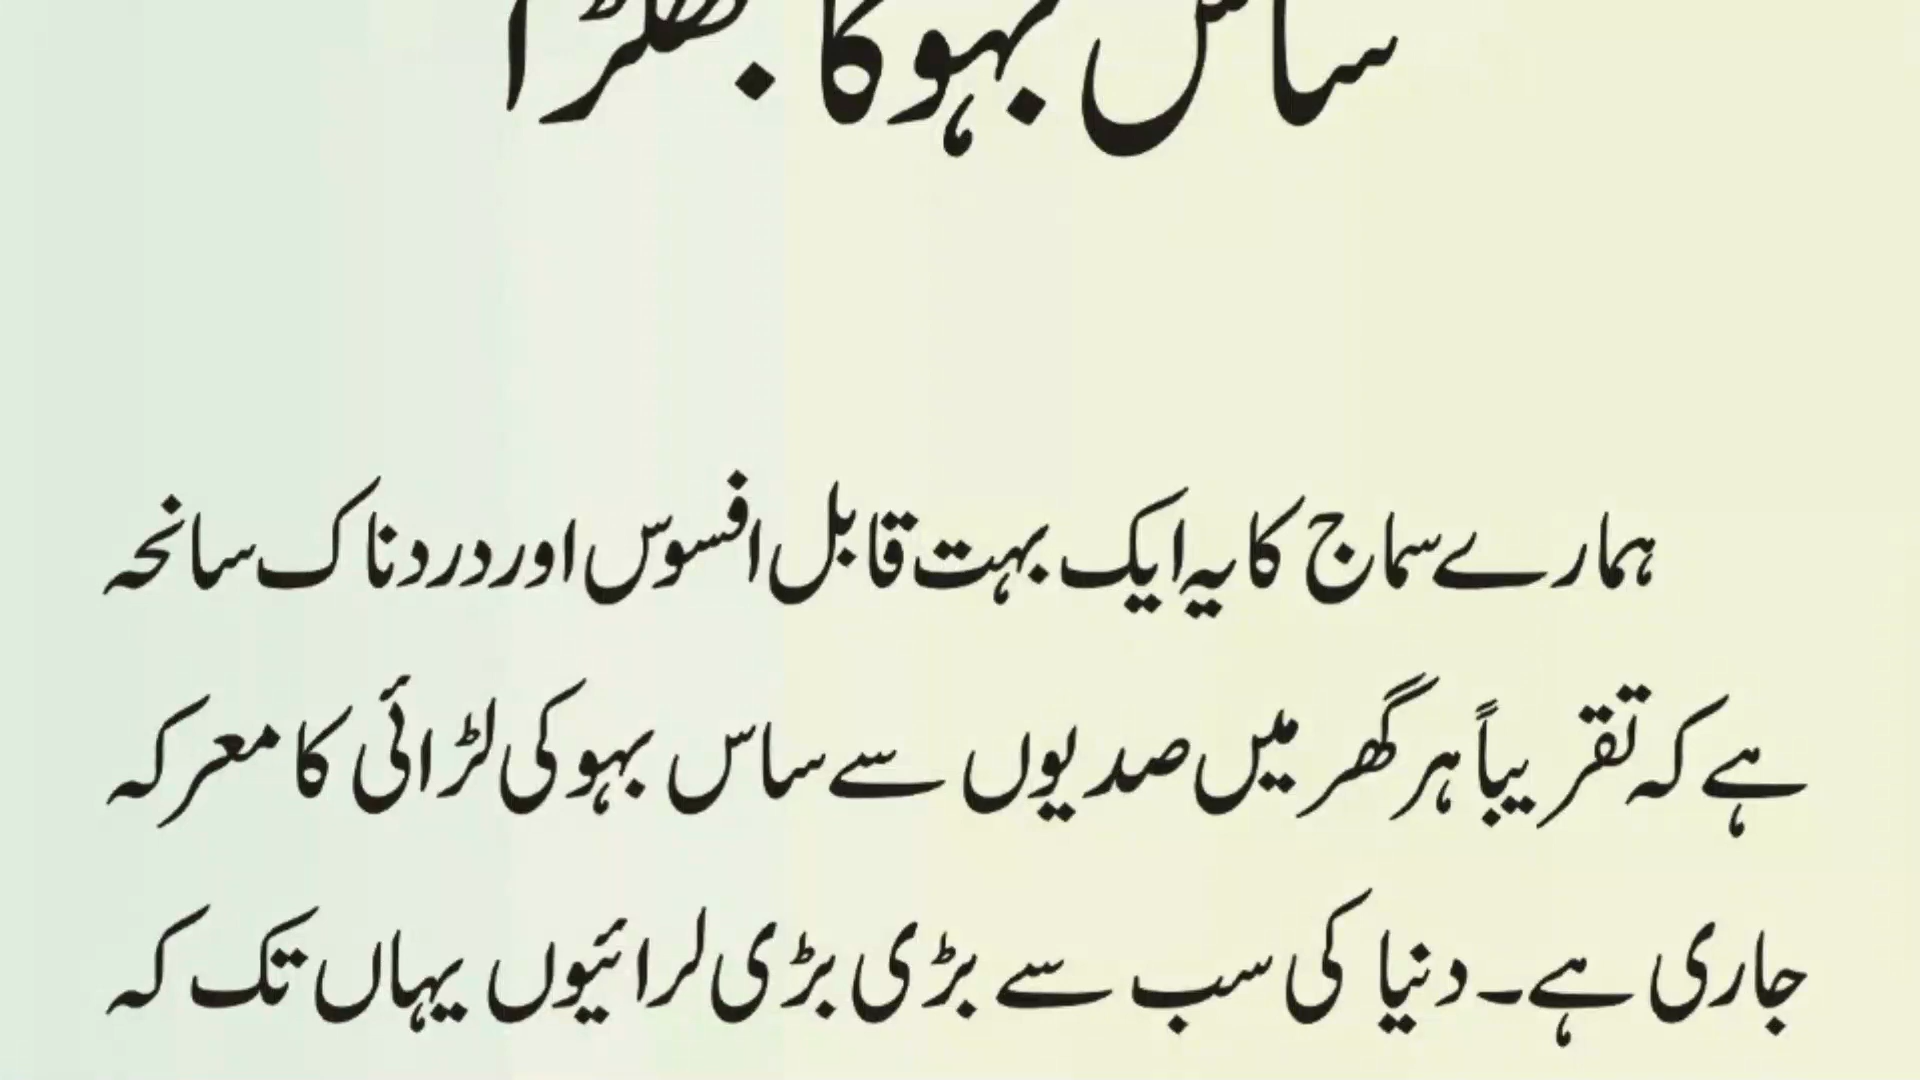 ساس بہو کا جھگڑا
ہمارے سماج کا یہ ایک بہت قابل افسوس اور دردناک سانحہ
ہے کہ تقریباً ہر گھر میں صدیوں سے ساس بہو کی لڑائی کا معرکہ
جاری ہے۔ دنیا کی سب سے بڑی بڑی لرائیوں یہاں تک کہ